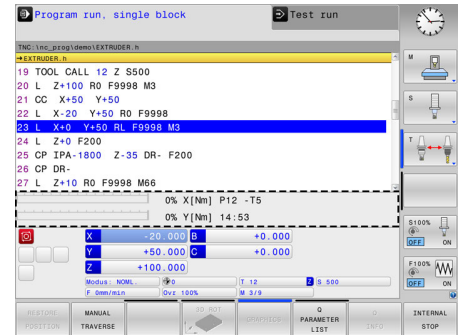 Program run, single block
Test run
TNC:\nc_prog\demo\EXTRUDER.h
→EXTRUDER.h
19 TOOL CALL 12 Z S500
20 L Z+100 R0 F9998 M3
21 CC X+50 Y+50
22 L X-20 Y+50 R0 F9998
23 L X+0 Y+50 RL F9998 M3
24 L Z+0 F200
25 CP IPA-1800 Z-35 DR- F200
26 CP DR-
27 L Z+10 R0 F9998 M66
0% X[Nm] P12 -T5
0% Y[Nm] 14:53
X -20.000 B +0.000
Y +50.000 C +0.000
Z +100.000
Modus: NOML. 0 T 12 Z S 500
F 0mm/min Ovr 100% M 3/9
M
S
T
S100%
OFF ON
F100%
OFF ON
RESTORE POSITION
MANUAL TRAVERSE
3D ROT
GRAPHICS
Q PARAMETER LIST
Q INFO
INTERNAL STOP